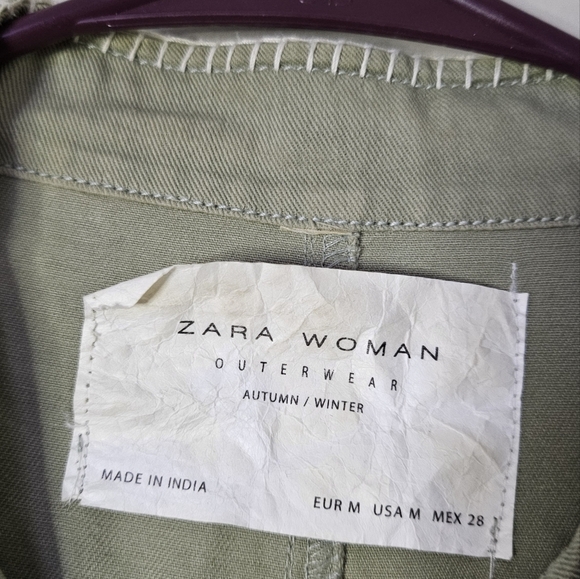 ZARA WOMAN
OUTERWEAR
AUTUMN / WINTER
MADE IN INDIA
EUR M USA M MEX 28